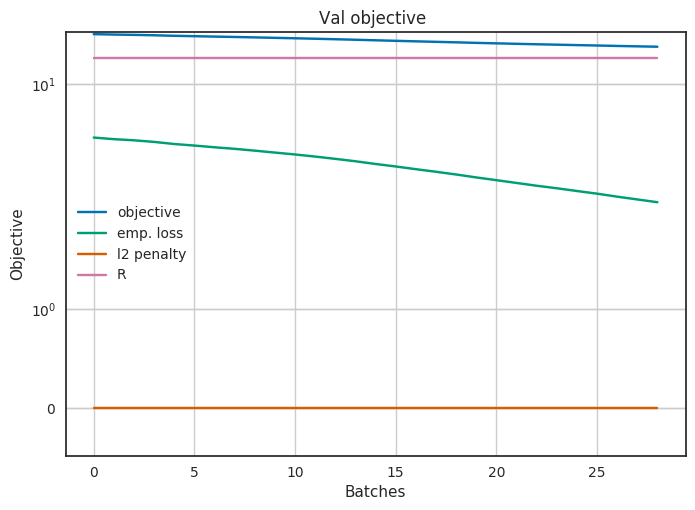 Val objective
Objective
10¹
10⁰
0
objective
emp. loss
l2 penalty
R
0 5 10 15 20 25
Batches